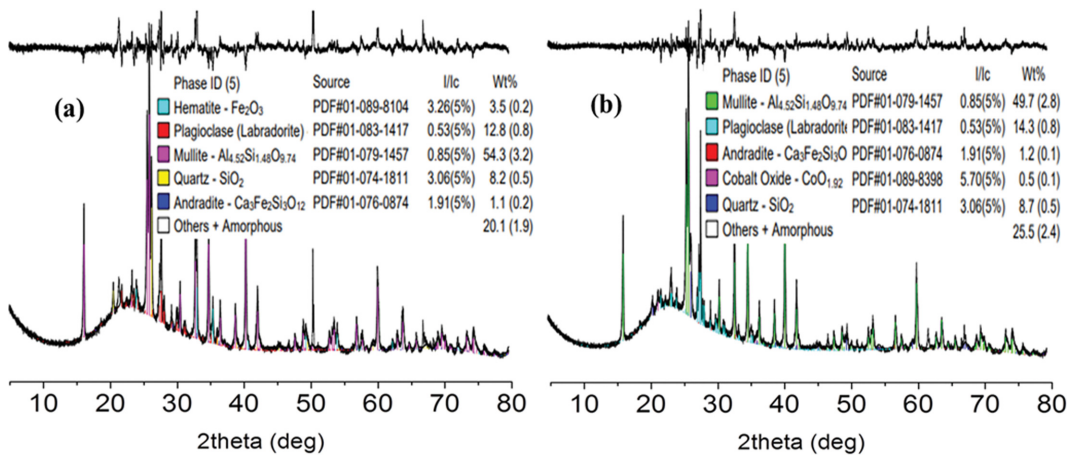 (a)
Phase ID (5) Source I/Ic Wt%
Hematite - Fe₂O₃ PDF#01-089-8104 3.26(5%) 3.5 (0.2)
Plagioclase (Labradorite) PDF#01-083-1417 0.53(5%) 12.8 (0.8)
Mullite - Al₄.₅₂Si₁.₄₈O₉.₇₄ PDF#01-079-1457 0.85(5%) 54.3 (3.2)
Quartz - SiO₂ PDF#01-074-1811 3.06(5%) 8.2 (0.5)
Andradite - Ca₃Fe₂Si₃O₁₂ PDF#01-076-0874 1.91(5%) 1.1 (0.2)
Others + Amorphous 20.1 (1.9)
10 20 30 40 50 60 70 80
2theta (deg)
(b)
Phase ID (5) Source I/Ic Wt%
Mullite - Al₄.₅₂Si₁.₄₈O₉.₇₄ PDF#01-079-1457 0.85(5%) 49.7 (2.8)
Plagioclase (Labradorite PDF#01-083-1417 0.53(5%) 14.3 (0.8)
Andradite - Ca₃Fe₂Si₃O PDF#01-076-0874 1.91(5%) 1.2 (0.1)
Cobalt Oxide - CoO₁.₉₂ PDF#01-089-8398 5.70(5%) 0.5 (0.1)
Quartz - SiO₂ PDF#01-074-1811 3.06(5%) 8.7 (0.5)
Others + Amorphous 25.5 (2.4)
10 20 30 40 50 60 70 80
2theta (deg)